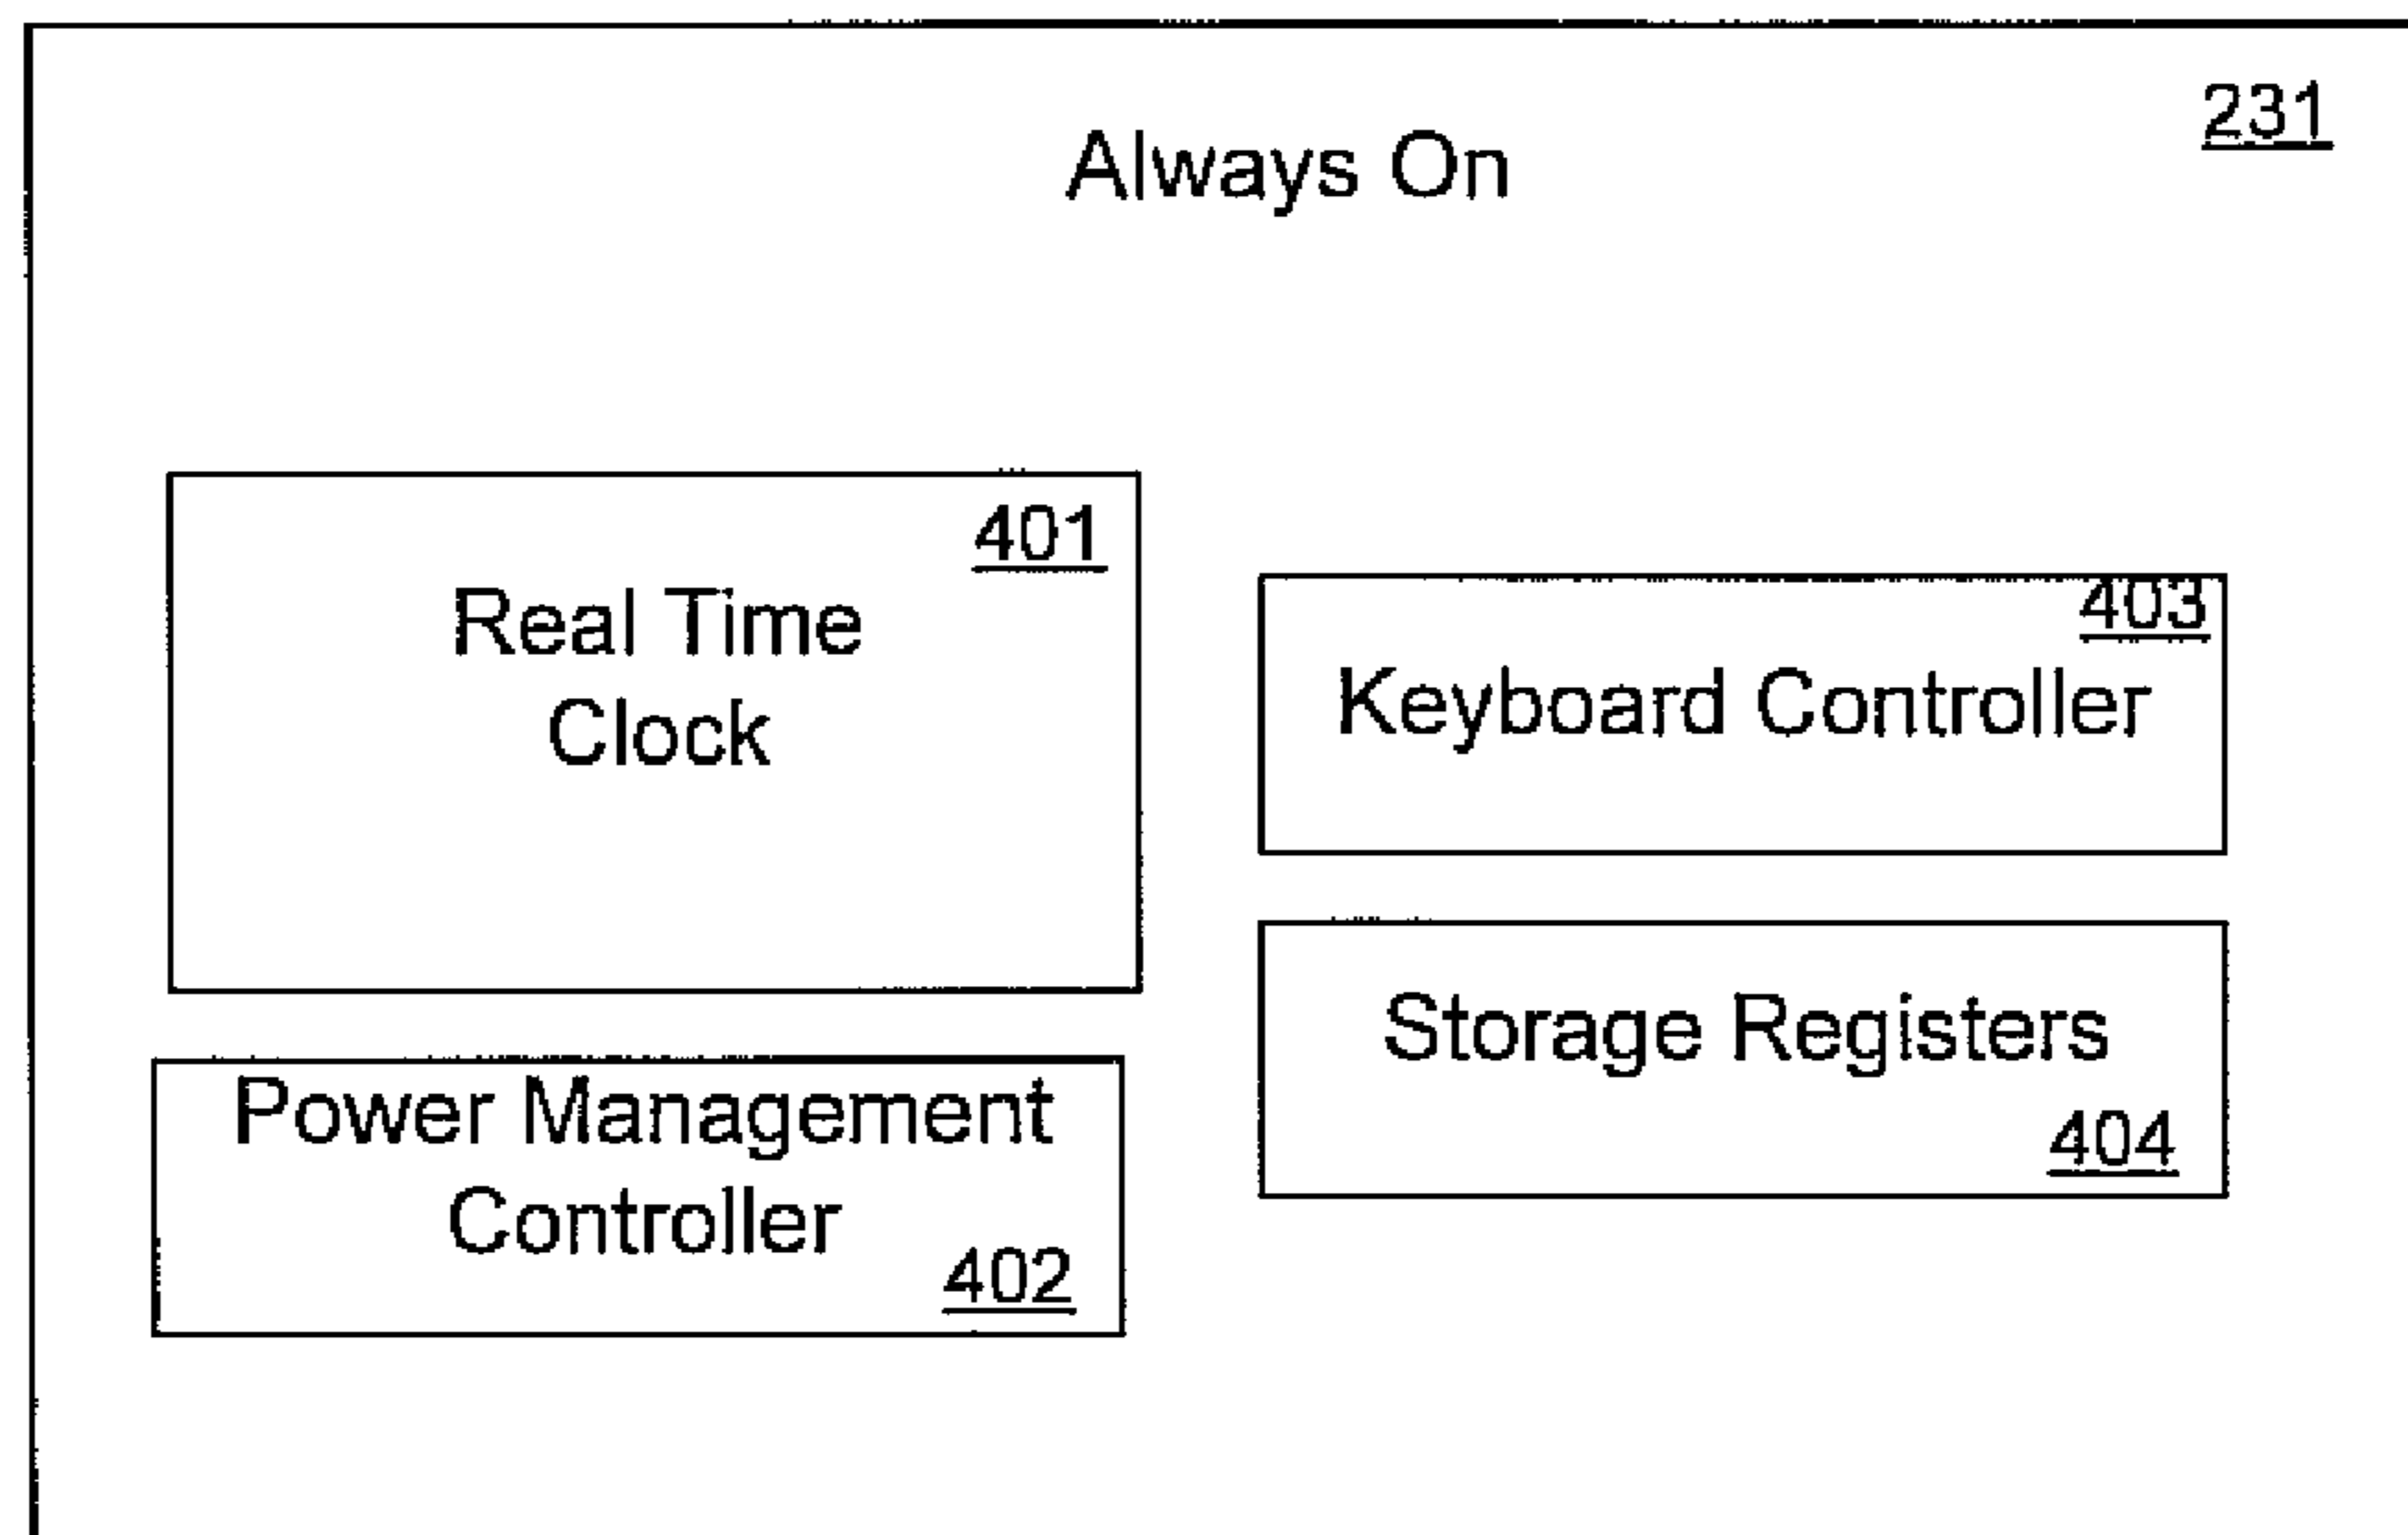 231
Always On
401
Real Time
Clock
403
Keyboard Controller
Storage Registers
404
Power Management
Controller
402